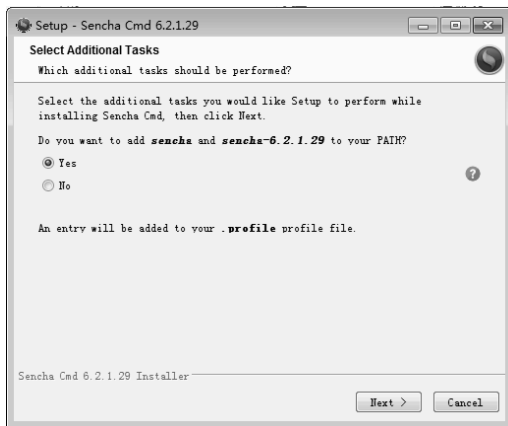 Setup - Sencha Cmd 6.2.1.29
Select Additional Tasks
Which additional tasks should be performed?
Select the additional tasks you would like Setup to perform while
installing Sencha Cmd, then click Next.
Do you want to add sencha and sencha-6.2.1.29 to your PATH?
Yes
No
An entry will be added to your .profile profile file.
Sencha Cmd 6.2.1.29 Installer
Next >
Cancel